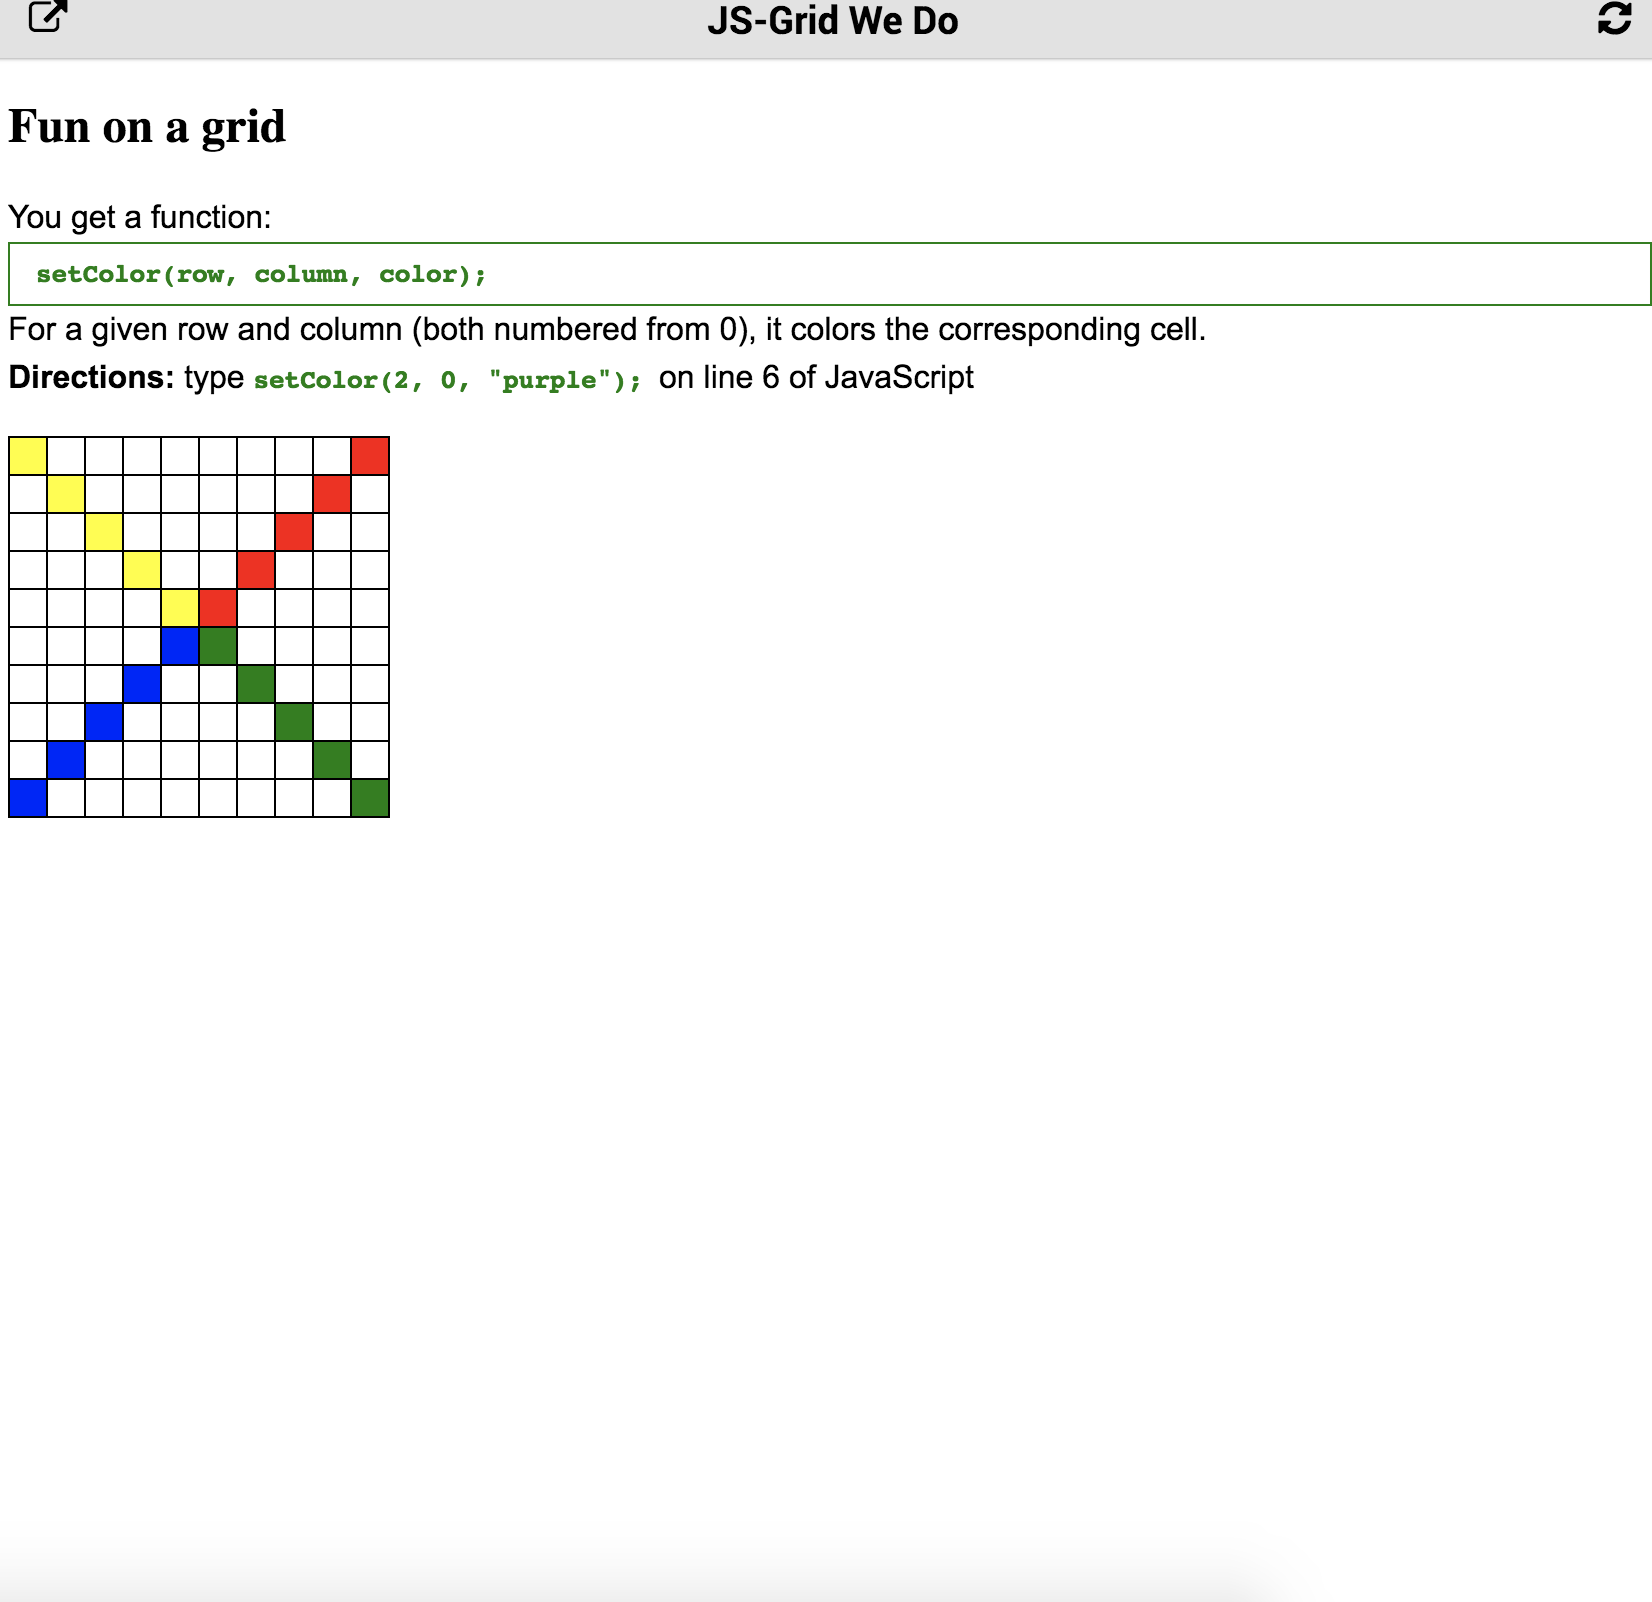 JS-Grid We Do
Fun on a grid
You get a function:
setColor(row, column, color);
For a given row and column (both numbered from 0), it colors the corresponding cell.
Directions: type setColor(2, 0, "purple"); on line 6 of JavaScript